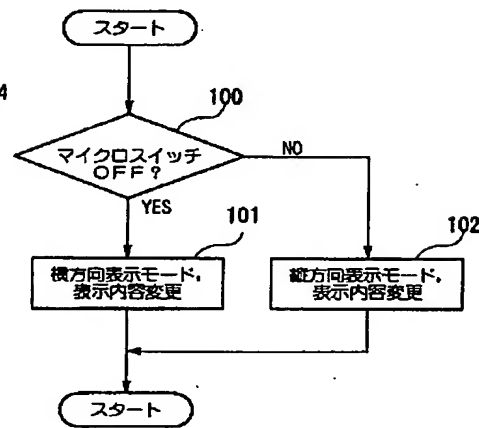 スタート
4
100
マイクロスイッチ
OFF?
NO
YES
101
横方向表示モード,
表示内容変更
102
縦方向表示モード,
表示内容変更
スタート